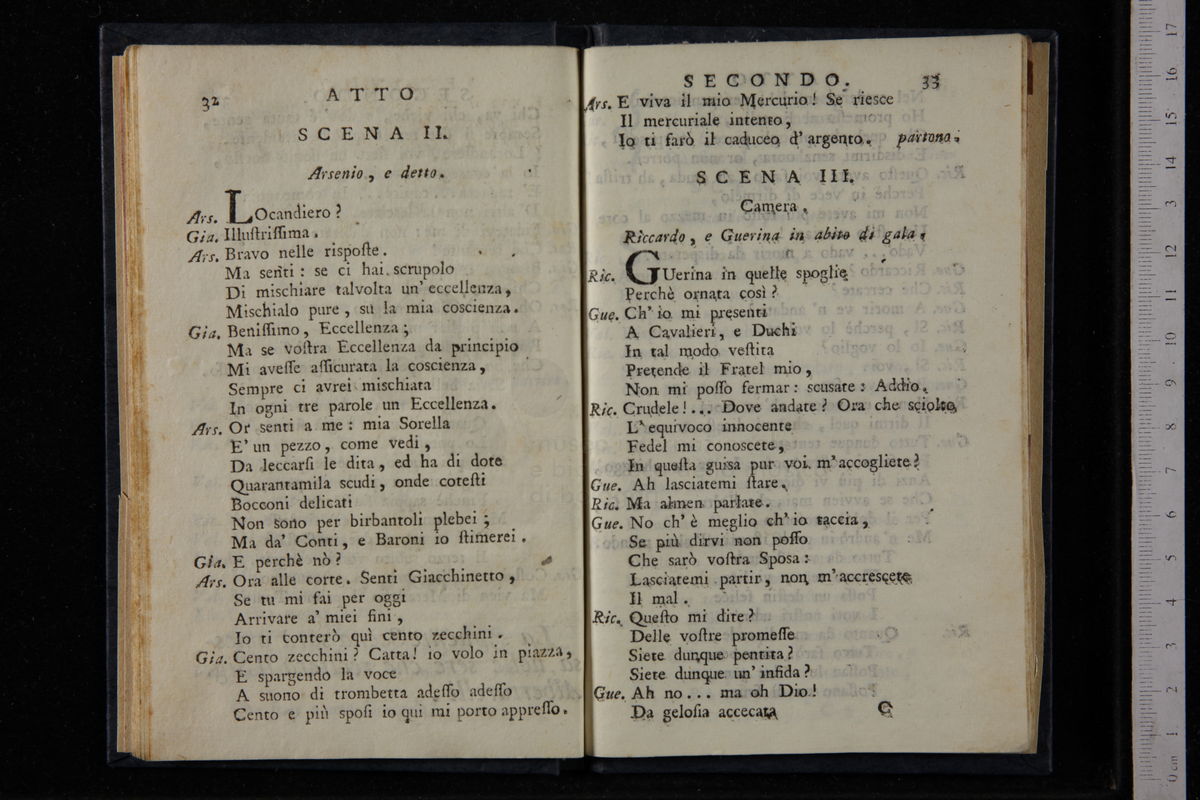 32 ATTO
SCENA II.
Arsenio, e detto.
Ars. LOcandiero?
Gia. Illuſtriſſima.
Ars. Bravo nelle riſpoſte.
Ma senti: se ci hai scrupolo
Di mischiare talvolta un' eccellenza,
Mischialo pure, su la mia coscienza.
Gia. Beniſſimo, Eccellenza;
Ma se voſtra Eccellenza da principio
Mi aveſſe aſſicurata la coscienza,
Sempre ci avrei mischiata
In ogni tre parole un Eccellenza.
Ars. Or senti a me: mia Sorella
E' un pezzo, come vedi,
Da leccarſi le dita, ed ha di dote
Quarantamila scudi, onde coteſti
Bocconi delicati
Non sono per birbantoli plebei;
Ma da' Conti, e Baroni io ſtimerei.
Gia. E perchè nò?
Ars. Ora alle corte. Senti Giacchinetto,
Se tu mi fai per oggi
Arrivare a' miei fini,
Io ti conterò quì cento zecchini.
Gia. Cento zecchini? Catta! io volo in piazza,
E spargendo la voce
A suono di trombetta adeſſo adeſſo
Cento e più spoſi io qui mi porto appreſſo.
SECONDO. 33
Ars. E viva il mio Mercurio! Se riesce
Il mercuriale intento,
Io ti farò il caduceo d'argento. partono.
SCENA III.
Camera.
Riccardo, e Guerina in abito di gala.
Ric. GUerina in quelle spoglie
Perchè ornata così?
Gue. Ch' io mi presenti
A Cavalieri, e Duchi
In tal modo veſtita
Pretende il Fratel mio,
Non mi poſſo fermar: scusate: Addio.
Ric. Crudele!... Dove andate? Ora che sciolto
L' equivoco innocente
Fedel mi conoscete,
In queſta guisa pur voi m'accogliete?
Gue. Ah lasciatemi ſtare.
Ric. Ma almen parlate.
Gue. No ch' è meglio ch' io taccia,
Se più dirvi non poſſo
Che sarò voſtra Sposa:
Lasciatemi partir, non m'accrescete
Il mal.
Ric. Queſto mi dite?
Delle voſtre promeſſe
Siete dunque pentita?
Siete dunque un' infida?
Gue. Ah no... ma oh Dio!
Da geloſia accecata
C